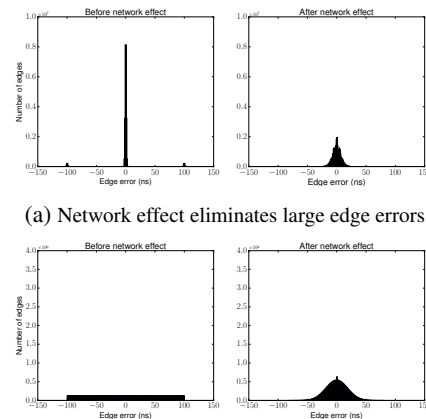 Before network effect
After network effect
Number of edges
1.0
0.8
0.6
0.4
0.2
0.0
−150 −100 −50 0 50 100 150
Edge error (ns)
1.0
0.8
0.6
0.4
0.2
0.0
−150 −100 −50 0 50 100 150
Edge error (ns)
(a) Network effect eliminates large edge errors
Before network effect
After network effect
Number of edges
4.0
3.5
3.0
2.5
2.0
1.5
1.0
0.5
0.0
−150 −100 −50 0 50 100 150
Edge error (ns)
4.0
3.5
3.0
2.5
2.0
1.5
1.0
0.5
0.0
−150 −100 −50 0 50 100 150
Edge error (ns)